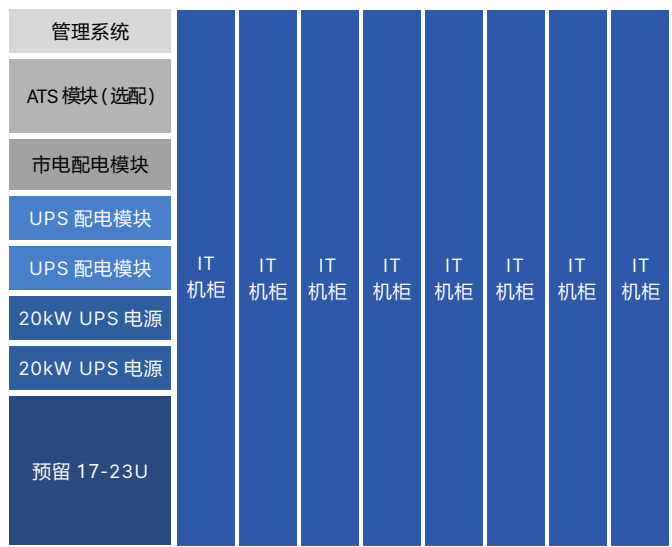 管理系统
ATS 模块 ( 选配 )
市电配电模块
UPS 配电模块
UPS 配电模块
20kW UPS 电源
20kW UPS 电源
预留 17-23U
IT
机柜
IT
机柜
IT
机柜
IT
机柜
IT
机柜
IT
机柜
IT
机柜
IT
机柜